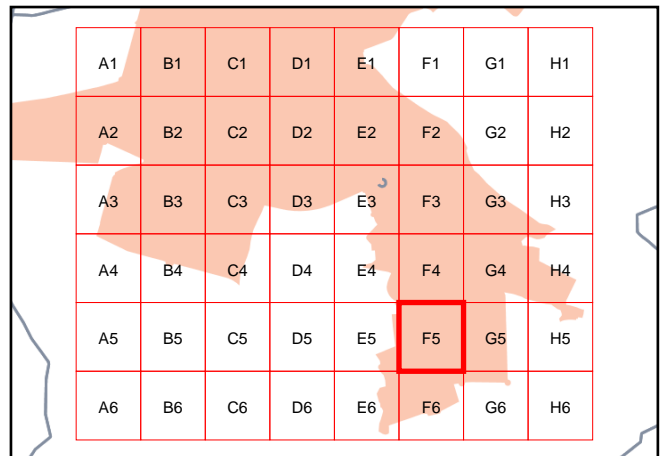 A1 B1 C1 D1 E1 F1 G1 H1
A2 B2 C2 D2 E2 F2 G2 H2
A3 B3 C3 D3 E3 F3 G3 H3
A4 B4 C4 D4 E4 F4 G4 H4
A5 B5 C5 D5 E5 F5 G5 H5
A6 B6 C6 D6 E6 F6 G6 H6